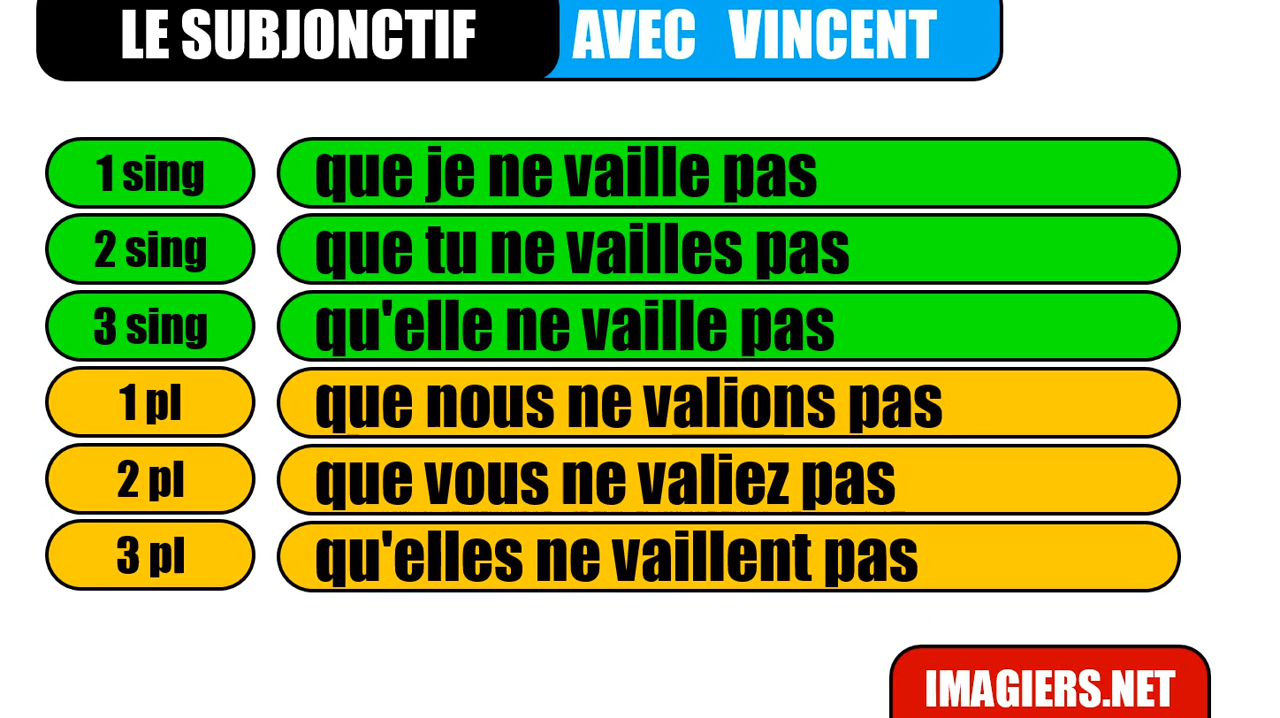 LE SUBJONCTIF AVEC VINCENT
1 sing que je ne vaille pas
2 sing que tu ne vailles pas
3 sing qu'elle ne vaille pas
1 pl que nous ne valions pas
2 pl que vous ne valiez pas
3 pl qu'elles ne vaillent pas
IMAGIERS.NET